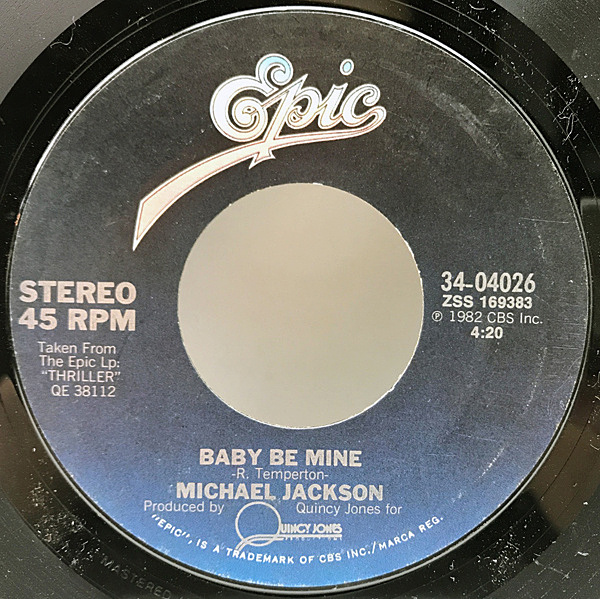 Epic
STEREO
45 RPM
Taken From
The Epic Lp:
"THRILLER"
QE 38112
34-04026
ZSS 169383
℗ 1982 CBS Inc.
4:20
BABY BE MINE
-R. Temperton-
MICHAEL JACKSON
Produced by Quincy Jones for
QUINCY JONES
PRODUCTIONS
"EPIC", IS A TRADEMARK OF CBS INC./MARCA REG.
MASTERED